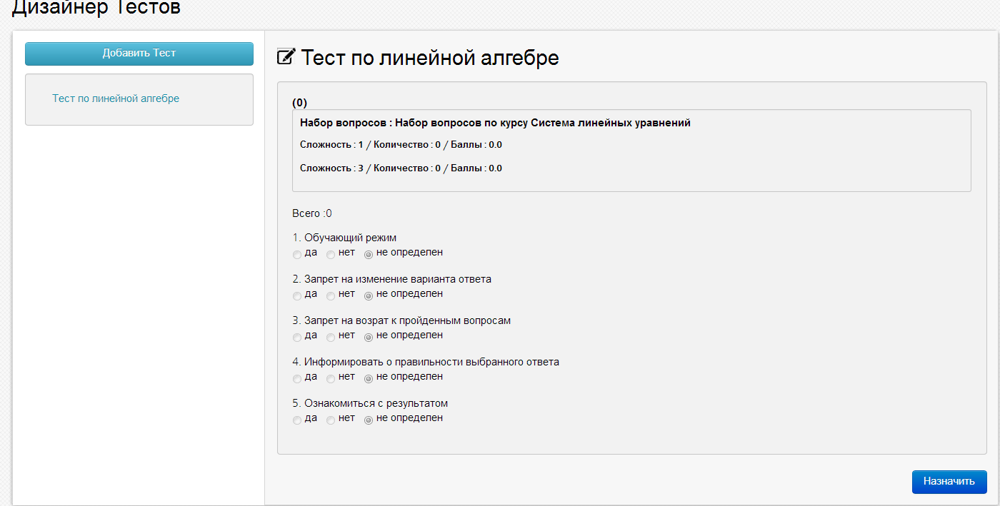 Дизайнер Тестов
Добавить Тест
Тест по линейной алгебре
Тест по линейной алгебре
(0)
Набор вопросов : Набор вопросов по курсу Система линейных уравнений
Сложность : 1 / Количество : 0 / Баллы : 0.0
Сложность : 3 / Количество : 0 / Баллы : 0.0
Всего :0
1. Обучающий режим
да нет не определен
2. Запрет на изменение варианта ответа
да нет не определен
3. Запрет на возрат к пройденным вопросам
да нет не определен
4. Информировать о правильности выбранного ответа
да нет не определен
5. Ознакомиться с результатом
да нет не определен
Назначить